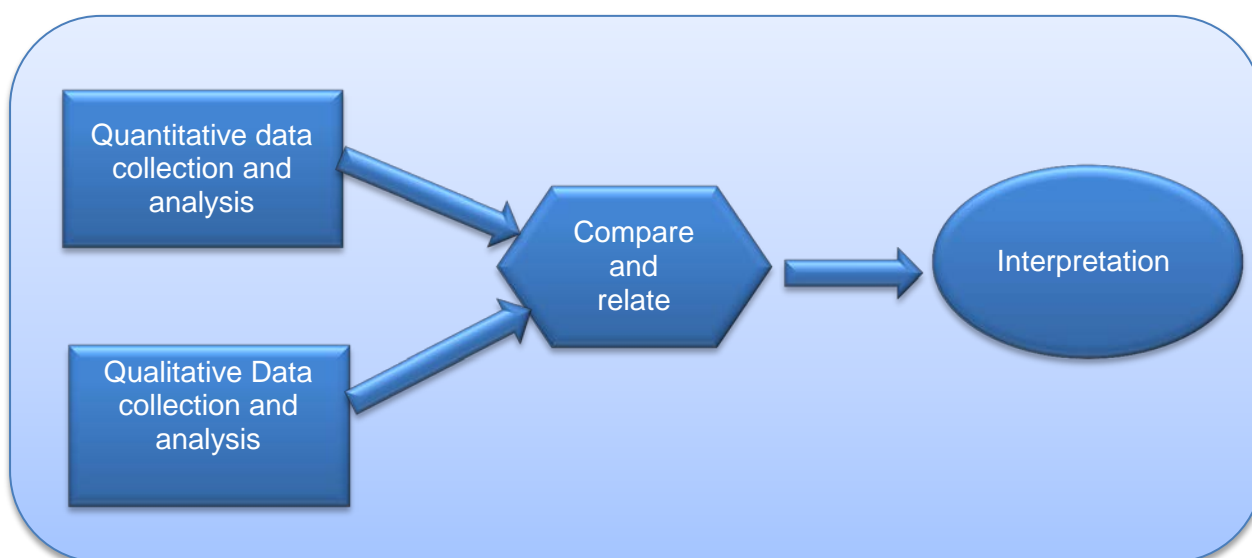 Quantitative data
collection and
analysis
Qualitative Data
collection and
analysis
Compare
and
relate
Interpretation